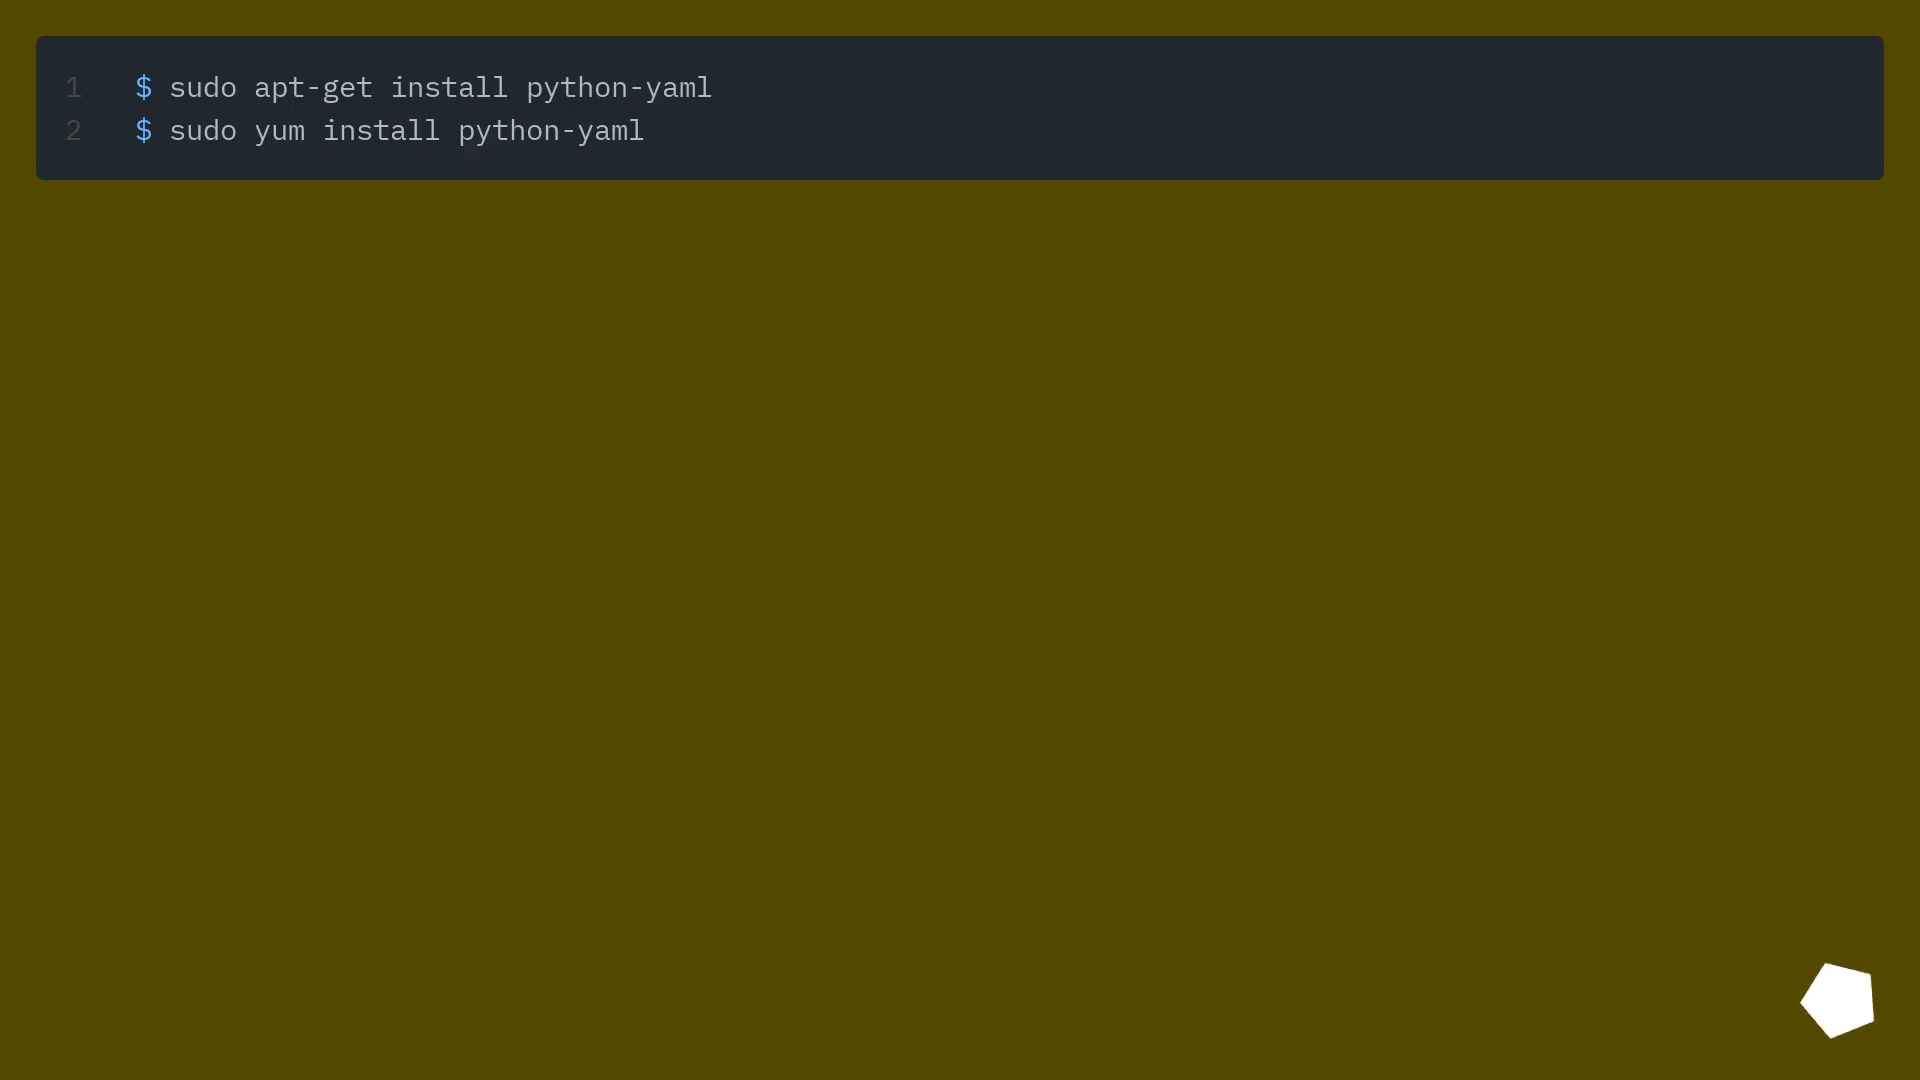 1 $ sudo apt-get install python-yaml
2 $ sudo yum install python-yaml